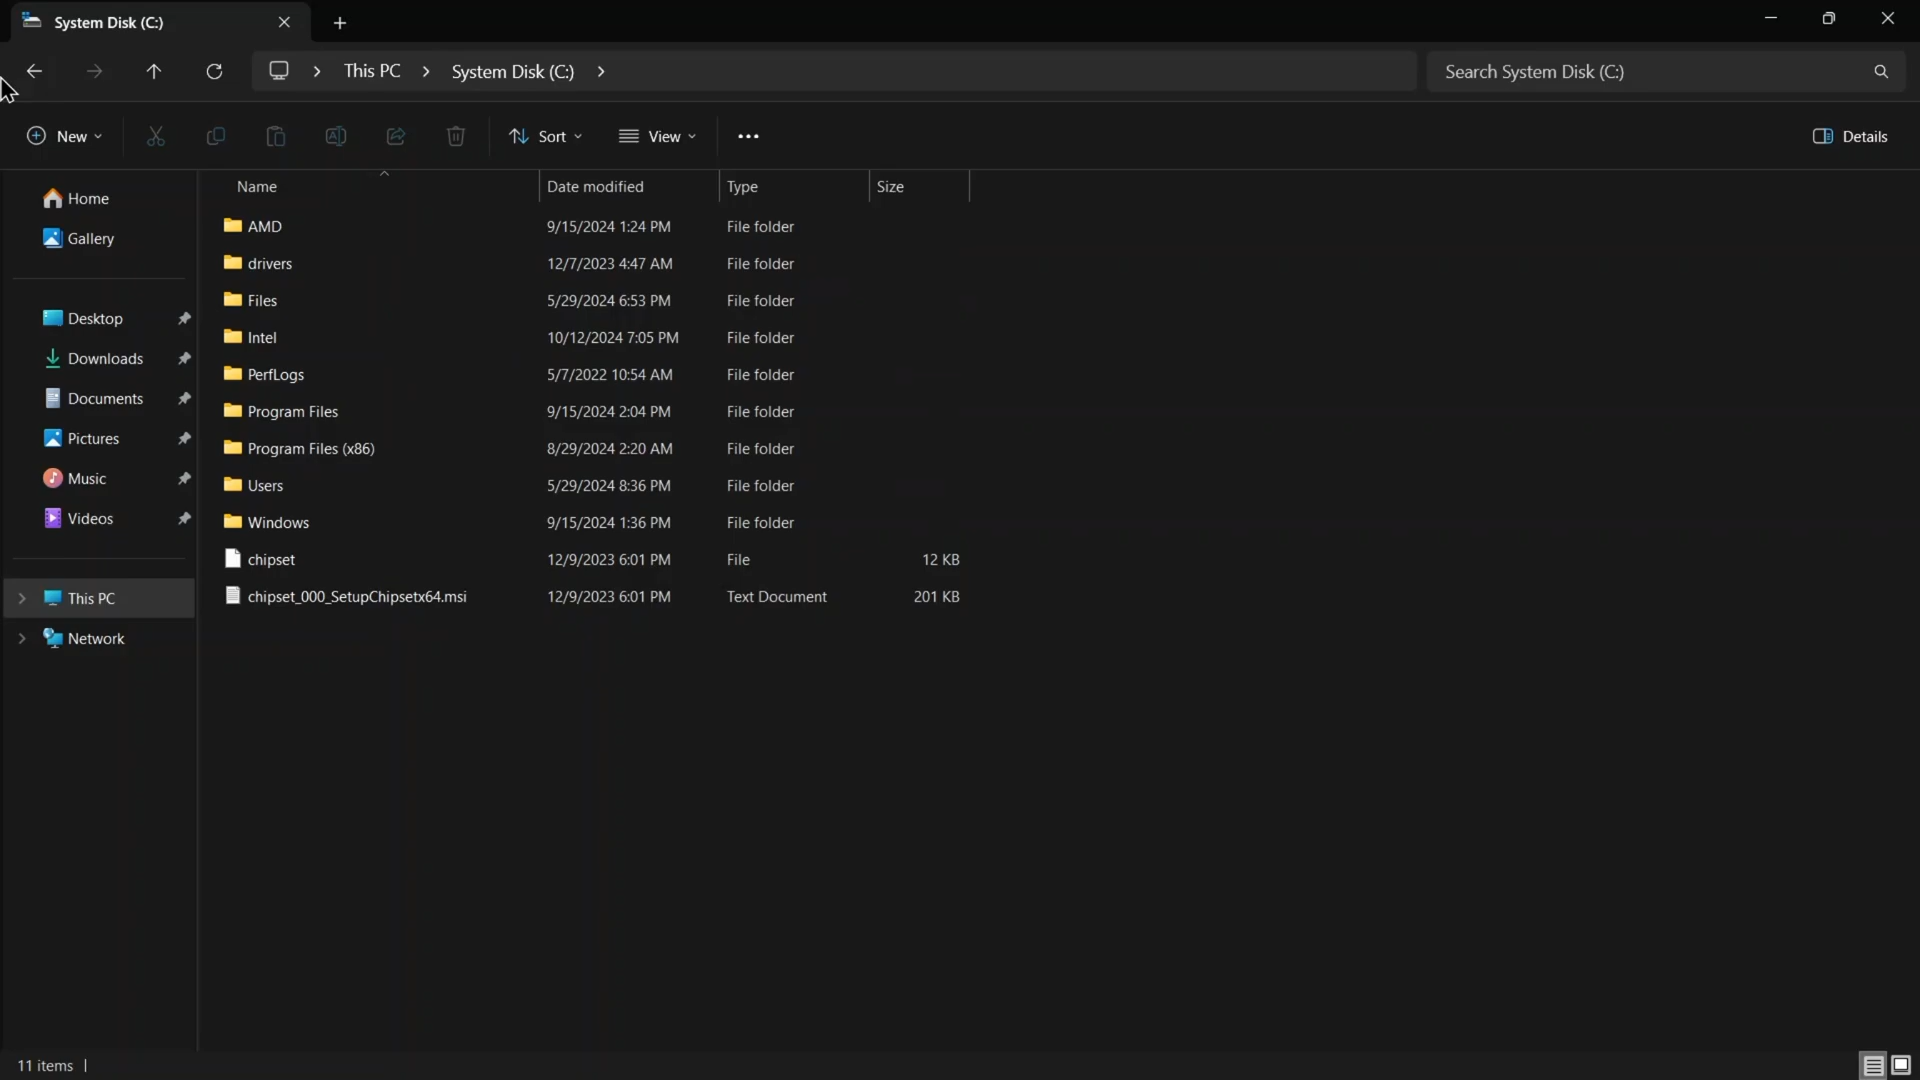 System Disk (C:)
This PC > System Disk (C:) >
Search System Disk (C:)
New
Sort
View
Details
Name Date modified Type Size
Home
Gallery
Desktop
Downloads
Documents
Pictures
Music
Videos
This PC
Network
AMD 9/15/2024 1:24 PM File folder
drivers 12/7/2023 4:47 AM File folder
Files 5/29/2024 6:53 PM File folder
Intel 10/12/2024 7:05 PM File folder
PerfLogs 5/7/2022 10:54 AM File folder
Program Files 9/15/2024 2:04 PM File folder
Program Files (x86) 8/29/2024 2:20 AM File folder
Users 5/29/2024 8:36 PM File folder
Windows 9/15/2024 1:36 PM File folder
chipset 12/9/2023 6:01 PM File 12 KB
chipset_000_SetupChipsetx64.msi 12/9/2023 6:01 PM Text Document 201 KB
11 items